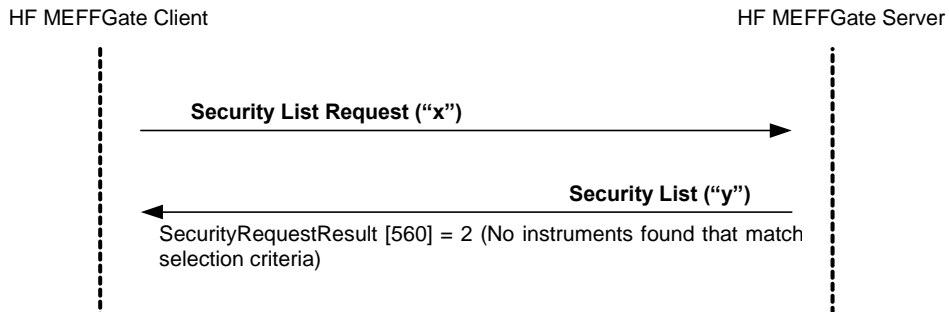 HF MEFFGate Client
HF MEFFGate Server
Security List Request (“x”)
Security List (“y”)
SecurityRequestResult [560] = 2 (No instruments found that match
selection criteria)